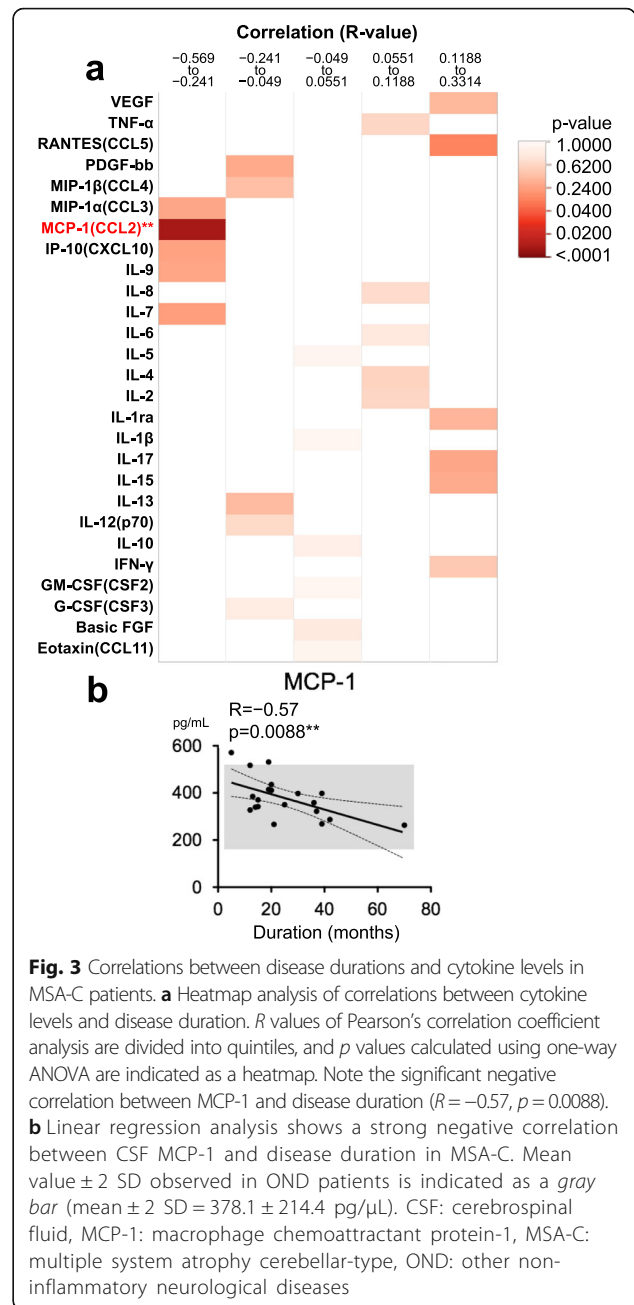 Correlation (R-value)
a
−0.569 to −0.241
−0.241 to −0.049
−0.049 to 0.0551
0.0551 to 0.1188
0.1188 to 0.3314
p-value
1.0000
0.6200
0.2400
0.0400
0.0200
<.0001
VEGF
TNF-α
RANTES(CCL5)
PDGF-bb
MIP-1β(CCL4)
MIP-1α(CCL3)
MCP-1(CCL2)**
IP-10(CXCL10)
IL-9
IL-8
IL-7
IL-6
IL-5
IL-4
IL-2
IL-1ra
IL-1β
IL-17
IL-15
IL-13
IL-12(p70)
IL-10
IFN-γ
GM-CSF(CSF2)
G-CSF(CSF3)
Basic FGF
Eotaxin(CCL11)
b
MCP-1
R=−0.57
p=0.0088**
pg/mL
600
400
200
0
0 20 40 60 80
Duration (months)
Fig. 3 Correlations between disease durations and cytokine levels in
MSA-C patients. a Heatmap analysis of correlations between cytokine
levels and disease duration. R values of Pearson's correlation coefficient
analysis are divided into quintiles, and p values calculated using one-way
ANOVA are indicated as a heatmap. Note the significant negative
correlation between MCP-1 and disease duration (R = −0.57, p = 0.0088).
b Linear regression analysis shows a strong negative correlation
between CSF MCP-1 and disease duration in MSA-C. Mean
value ± 2 SD observed in OND patients is indicated as a gray
bar (mean ± 2 SD = 378.1 ± 214.4 pg/μL). CSF: cerebrospinal
fluid, MCP-1: macrophage chemoattractant protein-1, MSA-C:
multiple system atrophy cerebellar-type, OND: other non-
inflammatory neurological diseases